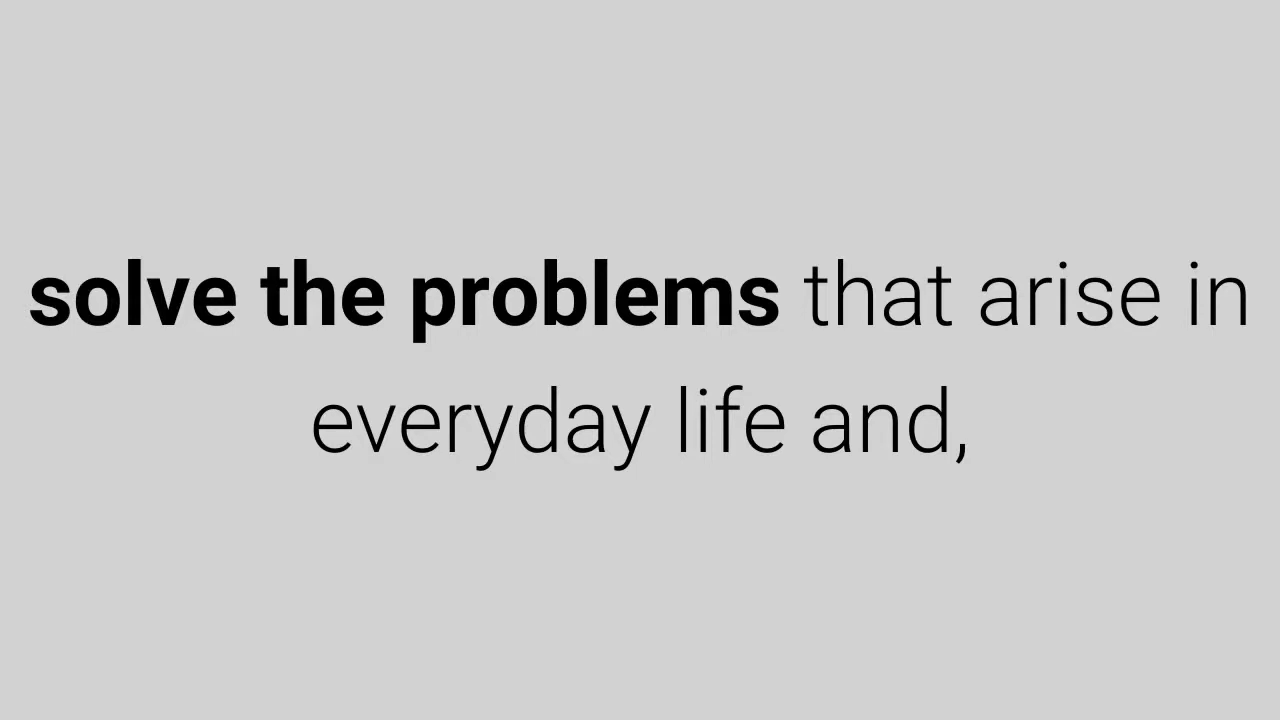 solve the problems that arise in
everyday life and,